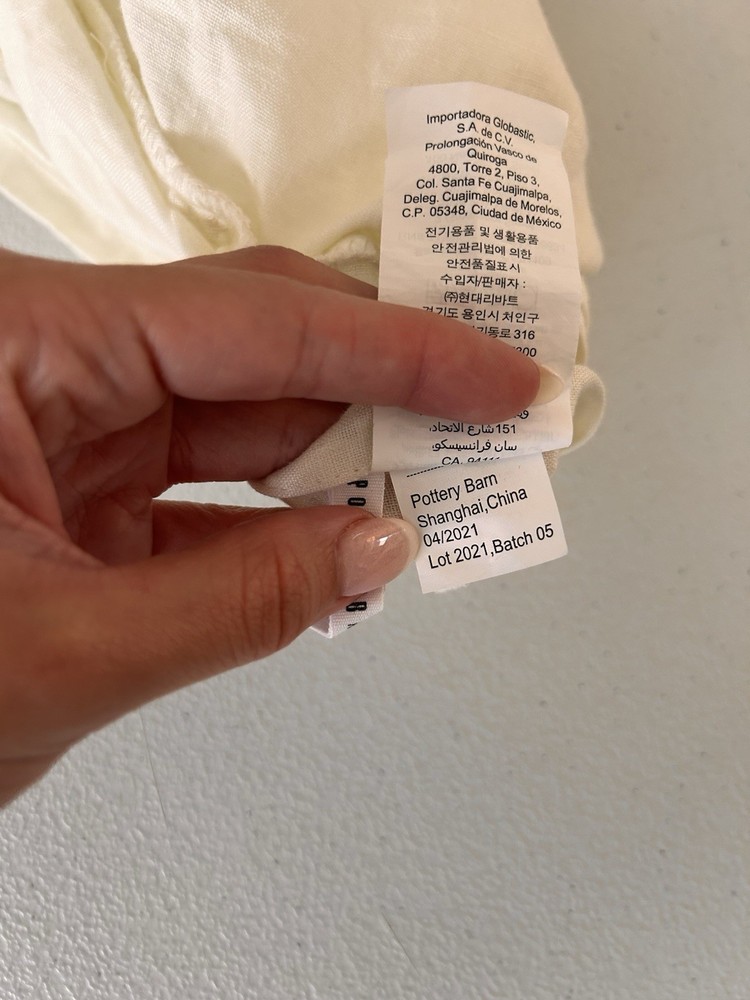 Importadora Globastic,
S.A. de C.V.
Prolongación Vasco de
Quiroga
4800, Torre 2, Piso 3,
Col. Santa Fe Cuajimalpa,
Deleg. Cuajimalpa de Morelos,
C.P. 05348, Ciudad de México
전기용품 및 생활용품
안전관리법에 의한
안전품질표시
수입자/판매자 :
㈜현대리바트
경기도 용인시 처인구
316
151 شارع الاتحاد،
سان فرانسيسكو،
CA, 94111
Pottery Barn
Shanghai,China
04/2021
Lot 2021,Batch 05